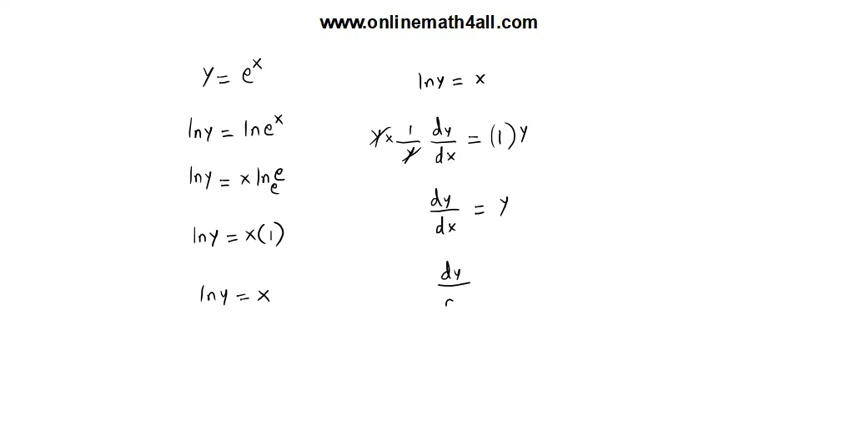 www.onlinemath4all.com
y = e^x
ln y = ln e^x
ln y = x ln_e e
ln y = x(1)
ln y = x
ln y = x
y × 1/y dy/dx = (1) y
dy/dx = y
dy